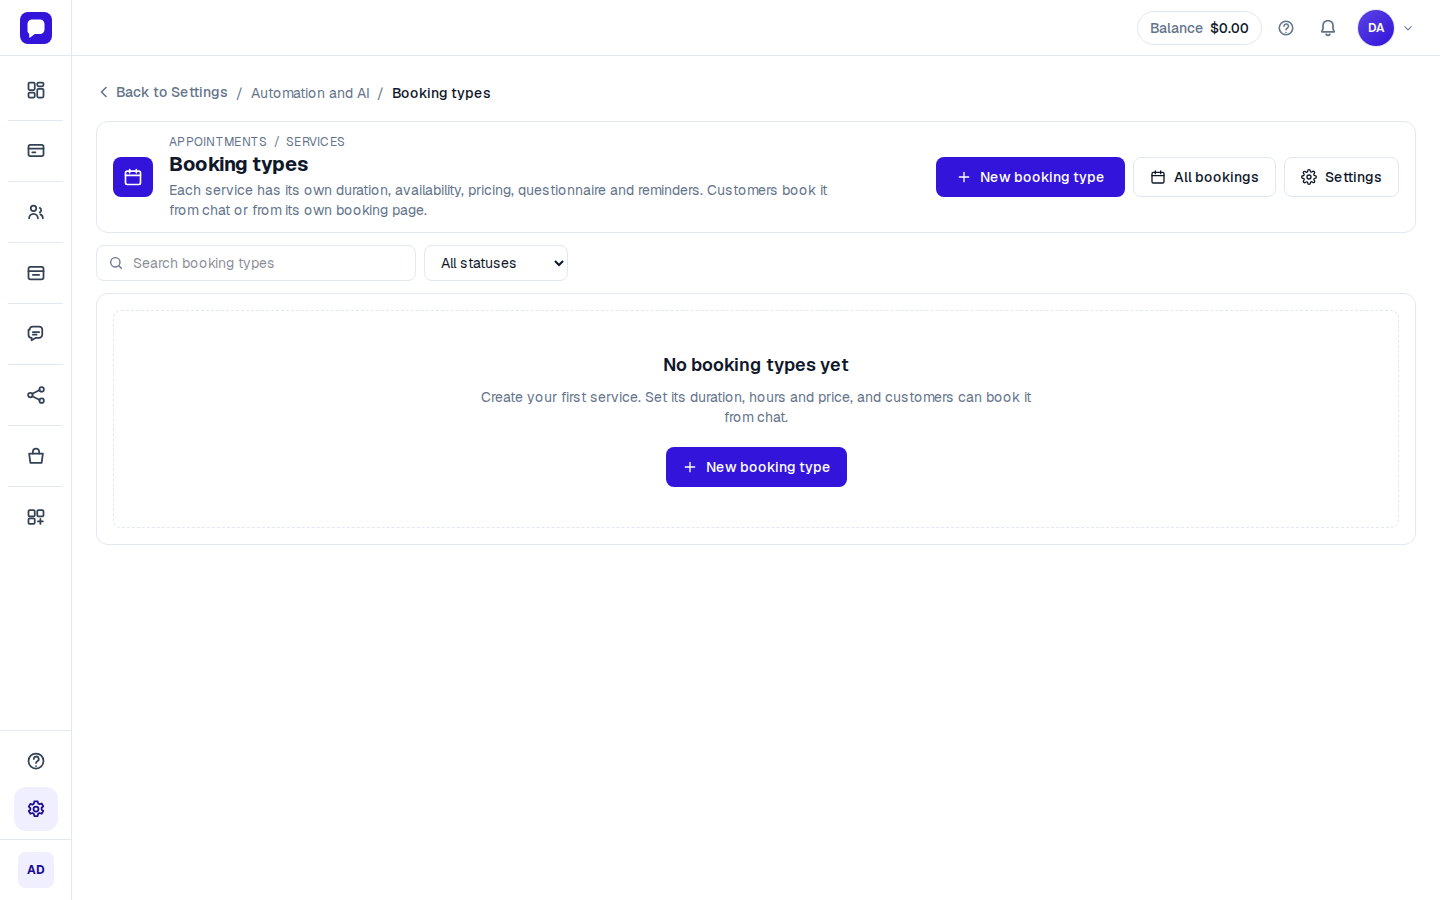 Balance $0.00
DA
Back to Settings / Automation and AI / Booking types
APPOINTMENTS / SERVICES
Booking types
Each service has its own duration, availability, pricing, questionnaire and reminders. Customers book it
from chat or from its own booking page.
New booking type
All bookings
Settings
Search booking types
All statuses
No booking types yet
Create your first service. Set its duration, hours and price, and customers can book it
from chat.
New booking type
AD